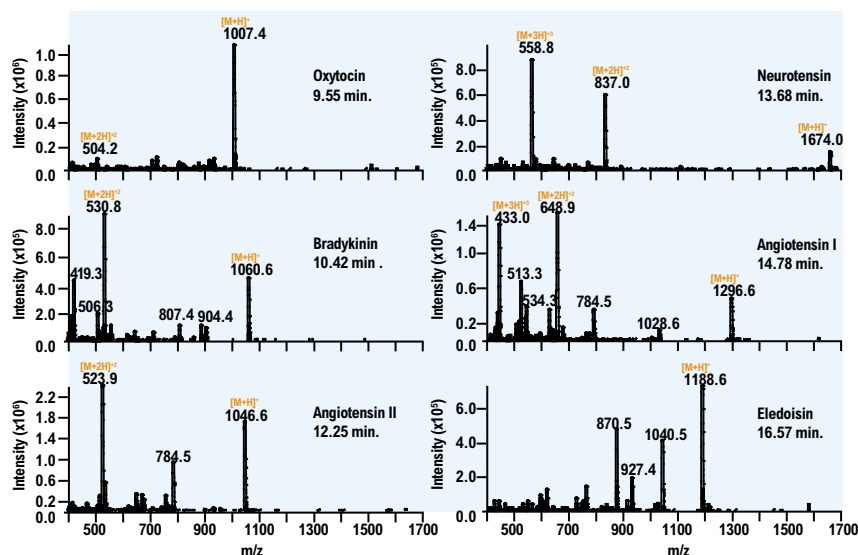 [M+H]⁺
1007.4
1.0
0.8
0.6
0.4
0.2
0.0
Intensity (x10⁶)
Oxytocin
9.55 min.
[M+2H]⁺²
504.2
[M+3H]⁺³
558.8
[M+2H]⁺²
837.0
8.0
6.0
4.0
2.0
0.0
Intensity (x10⁵)
Neurotensin
13.68 min.
[M+H]⁺
1674.0
[M+2H]⁺²
530.8
8.0
6.0
4.0
2.0
0.0
Intensity (x10⁵)
419.3
506.3
807.4
904.4
[M+H]⁺
1060.6
Bradykinin
10.42 min .
[M+3H]⁺³
433.0
[M+2H]⁺²
648.9
1.4
1.0
0.6
0.2
0.0
Intensity (x10⁶)
513.3
534.3
784.5
1028.6
[M+H]⁺
1296.6
Angiotensin I
14.78 min.
[M+2H]⁺²
523.9
2.2
1.8
1.4
1.0
0.6
0.2
0.0
Intensity (x10⁶)
784.5
[M+H]⁺
1046.6
Angiotensin II
12.25 min.
500 700 900 1100 1300 1500 1700
m/z
[M+H]⁺
1188.6
6.0
4.0
2.0
0.0
Intensity (x10⁵)
870.5
927.4
1040.5
Eledoisin
16.57 min.
500 700 900 1100 1300 1500 1700
m/z